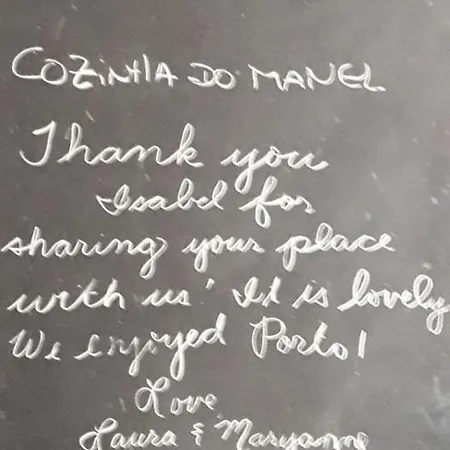 COZINHA DO MANEL
Thank you
Isabel for
sharing your place
with us! It is lovely
We enjoyed Porto!
Love
Laura & Maryanne